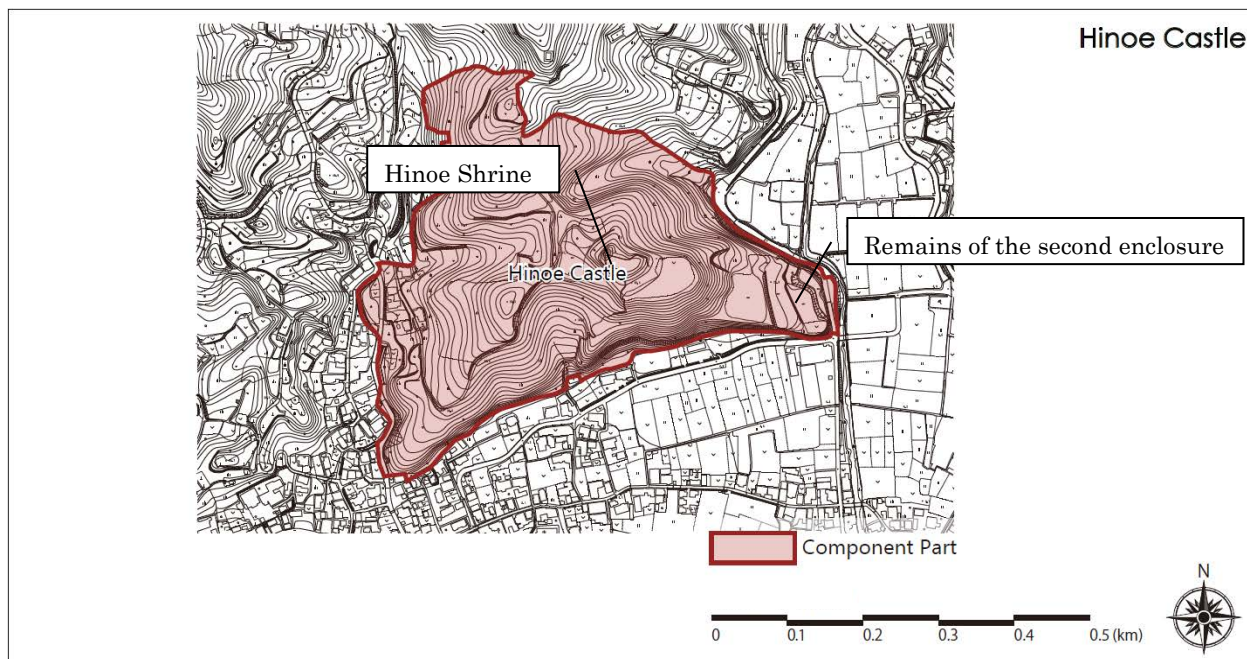 Hinoe Castle
Hinoe Shrine
Remains of the second enclosure
Hinoe Castle
Component Part
N
0 0.1 0.2 0.3 0.4 0.5 (km)